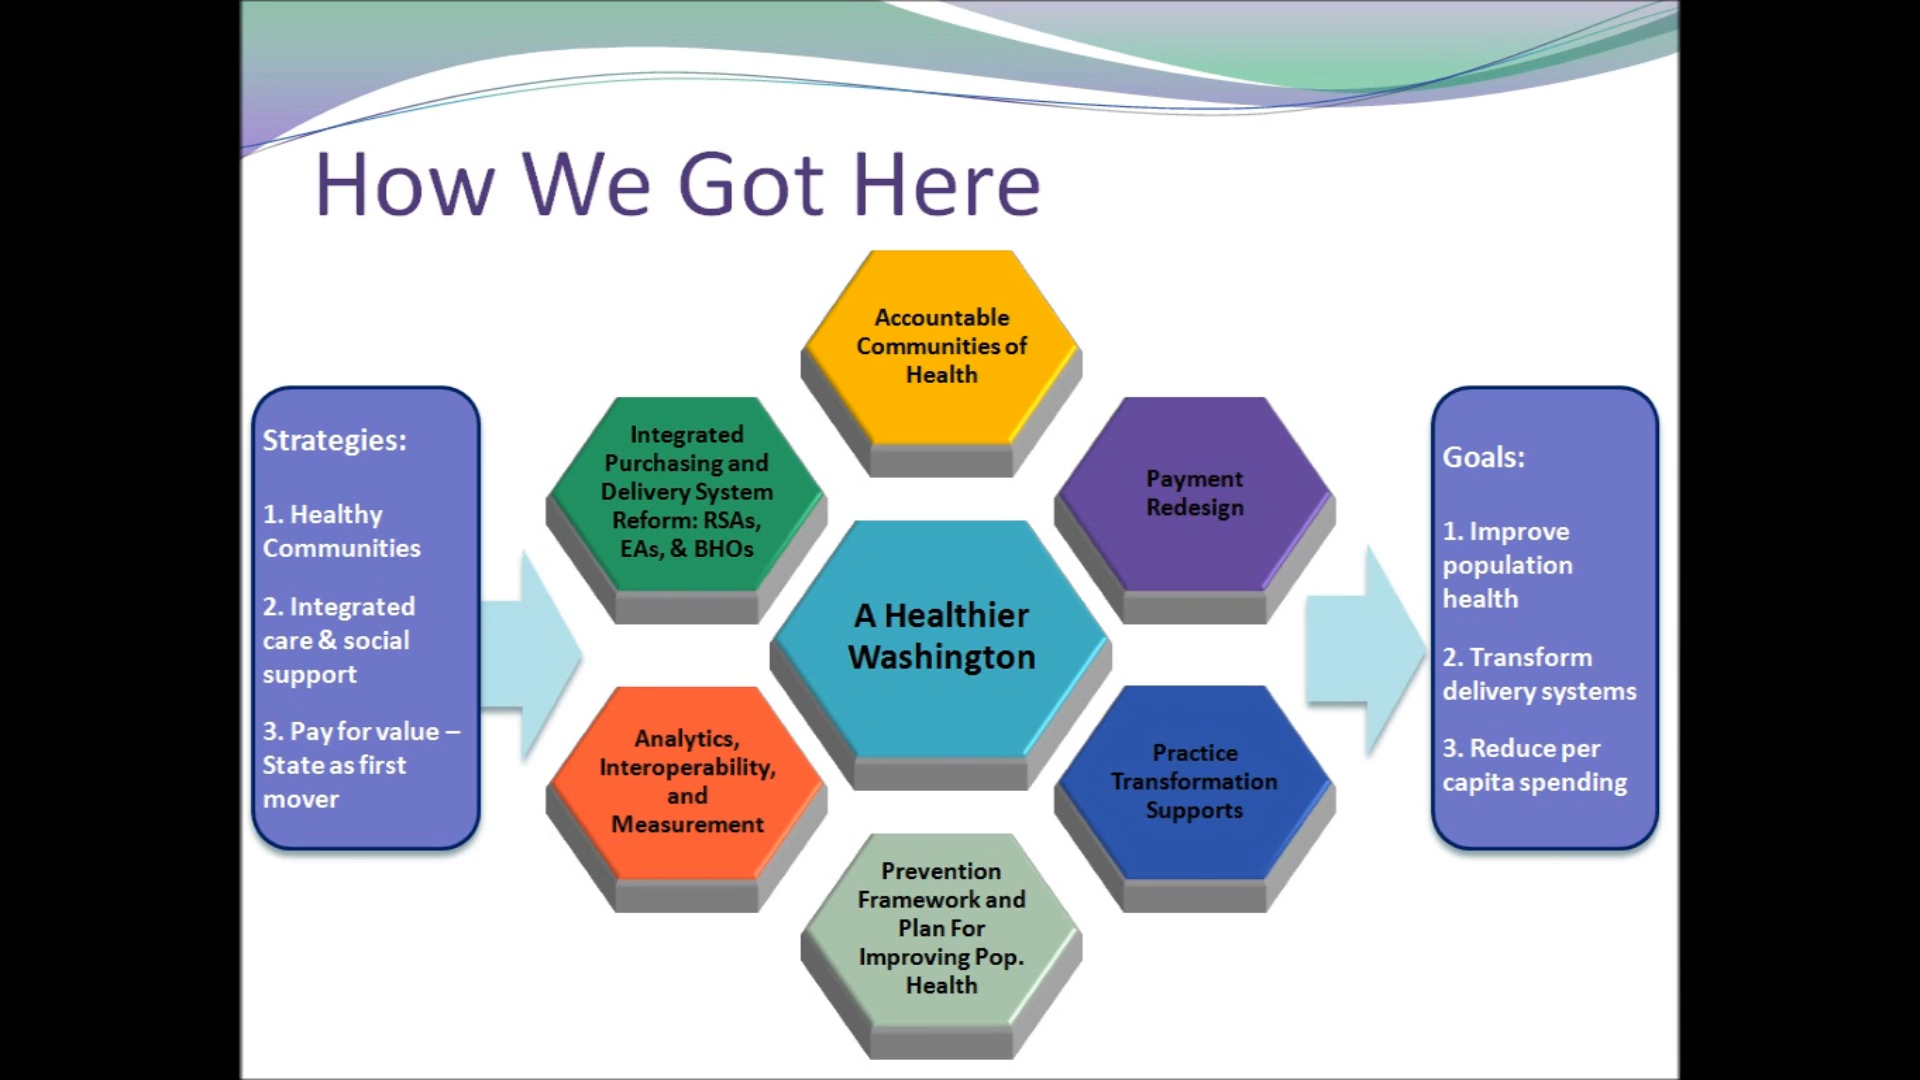 How We Got Here
Strategies:
1. Healthy
Communities
2. Integrated
care & social
support
3. Pay for value –
State as first
mover
Accountable
Communities of
Health
Integrated
Purchasing and
Delivery System
Reform: RSAs,
EAs, & BHOs
Payment
Redesign
A Healthier
Washington
Analytics,
Interoperability,
and
Measurement
Practice
Transformation
Supports
Prevention
Framework and
Plan For
Improving Pop.
Health
Goals:
1. Improve
population
health
2. Transform
delivery systems
3. Reduce per
capita spending